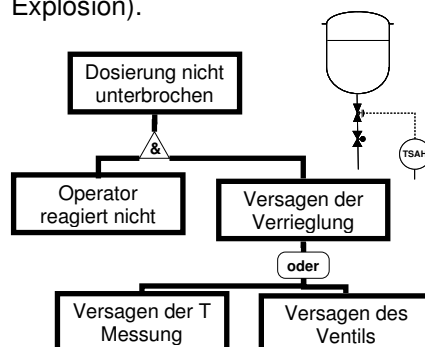 Explosion).
Dosierung nicht
unterbrochen
&
TSAH
Operator
reagiert nicht
Versagen der
Verrieglung
oder
Versagen der T
Messung
Versagen des
Ventils